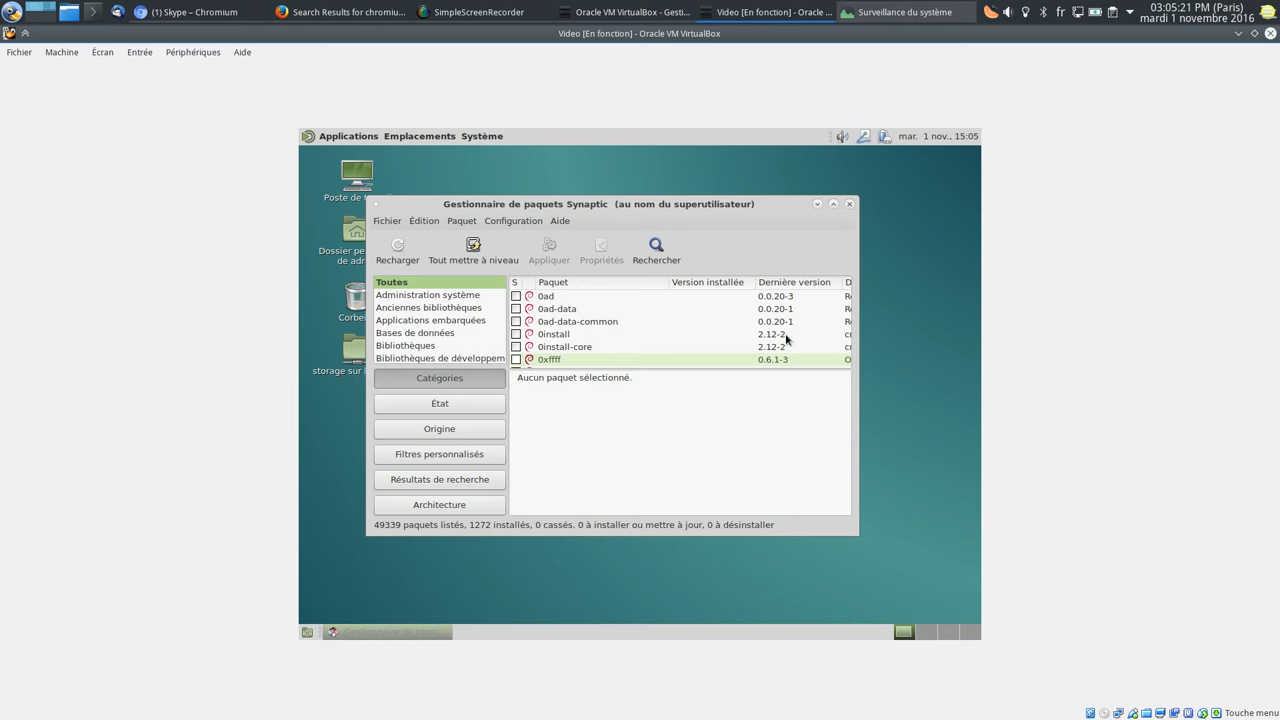 (1) Skype – Chromium
Search Results for chromiu...
SimpleScreenRecorder
Oracle VM VirtualBox - Gesti...
Video [En fonction] - Oracle ...
Surveillance du système
fr
03:05:21 PM (Paris)
mardi 1 novembre 2016
Video [En fonction] - Oracle VM VirtualBox
Fichier Machine Écran Entrée Périphériques Aide
Applications Emplacements Système
mar. 1 nov., 15:05
Poste de
Dossier pe
de adr
Corbei
storage sur
Gestionnaire de paquets Synaptic (au nom du superutilisateur)
Fichier Édition Paquet Configuration Aide
Recharger Tout mettre à niveau Appliquer Propriétés Rechercher
Toutes
Administration système
Anciennes bibliothèques
Applications embarquées
Bases de données
Bibliothèques
Bibliothèques de développem
S Paquet Version installée Dernière version D
0ad 0.0.20-3
0ad-data 0.0.20-1
0ad-data-common 0.0.20-1
0install 2.12-2
0install-core 2.12-2
0xffff 0.6.1-3
Catégories
État
Origine
Filtres personnalisés
Résultats de recherche
Architecture
Aucun paquet sélectionné.
49339 paquets listés, 1272 installés, 0 cassés. 0 à installer ou mettre à jour, 0 à désinstaller
Touche menu